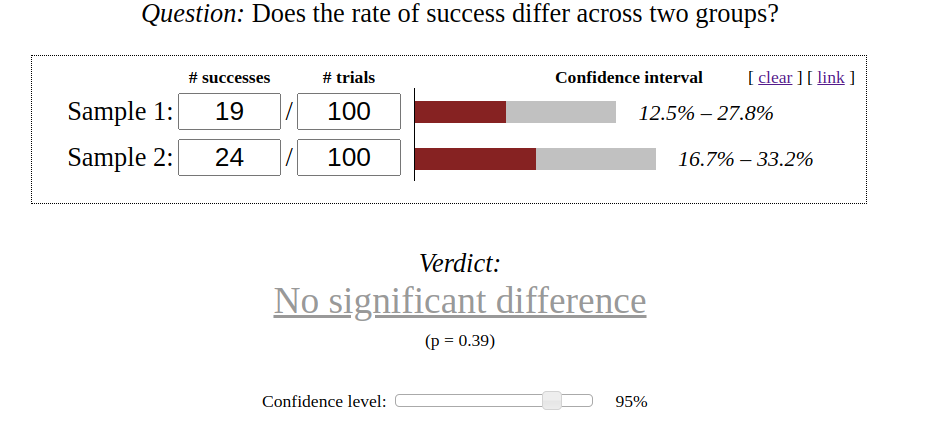 Question: Does the rate of success differ across two groups?
# successes # trials Confidence interval [ clear ] [ link ]
Sample 1: 19 / 100 12.5% – 27.8%
Sample 2: 24 / 100 16.7% – 33.2%
Verdict:
No significant difference
(p = 0.39)
Confidence level: 95%